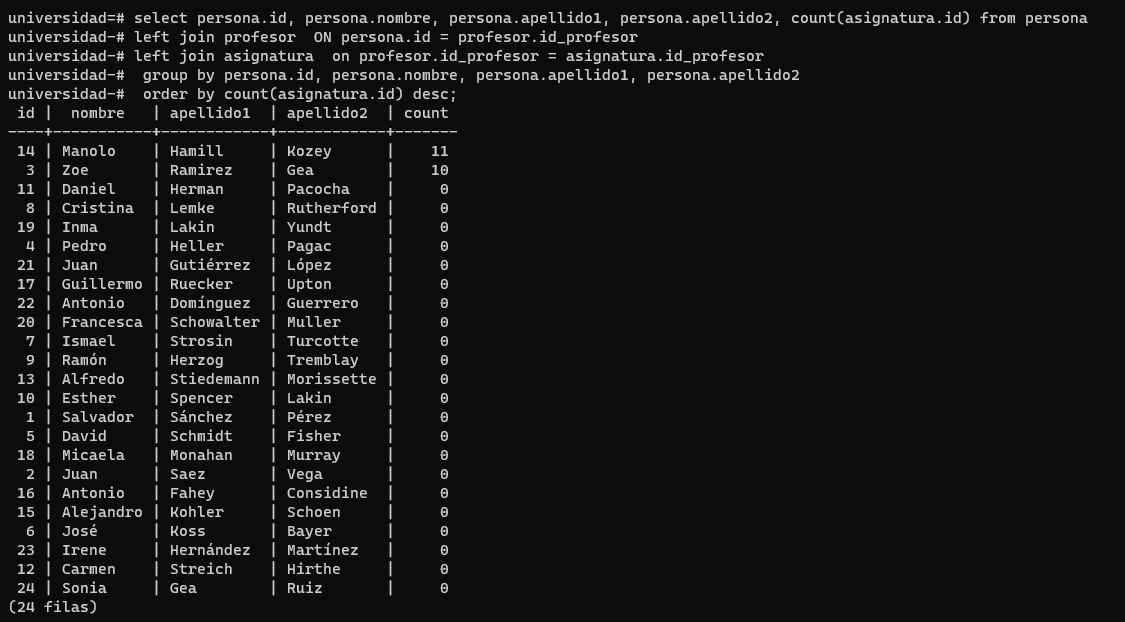 universidad=# select persona.id, persona.nombre, persona.apellido1, persona.apellido2, count(asignatura.id) from persona
universidad-# left join profesor  ON persona.id = profesor.id_profesor
universidad-# left join asignatura  on profesor.id_profesor = asignatura.id_profesor
universidad-#  group by persona.id, persona.nombre, persona.apellido1, persona.apellido2
universidad-#  order by count(asignatura.id) desc;
 id |  nombre   | apellido1  | apellido2  | count
----+-----------+------------+------------+-------
 14 | Manolo    | Hamill     | Kozey      |    11
  3 | Zoe       | Ramirez    | Gea        |    10
 11 | Daniel    | Herman     | Pacocha    |     0
  8 | Cristina  | Lemke      | Rutherford |     0
 19 | Inma      | Lakin      | Yundt      |     0
  4 | Pedro     | Heller     | Pagac      |     0
 21 | Juan      | Gutiérrez  | López      |     0
 17 | Guillermo | Ruecker    | Upton      |     0
 22 | Antonio   | Domínguez  | Guerrero   |     0
 20 | Francesca | Schowalter | Muller     |     0
  7 | Ismael    | Strosin    | Turcotte   |     0
  9 | Ramón     | Herzog     | Tremblay   |     0
 13 | Alfredo   | Stiedemann | Morissette |     0
 10 | Esther    | Spencer    | Lakin      |     0
  1 | Salvador  | Sánchez    | Pérez      |     0
  5 | David     | Schmidt    | Fisher     |     0
 18 | Micaela   | Monahan    | Murray     |     0
  2 | Juan      | Saez       | Vega       |     0
 16 | Antonio   | Fahey      | Considine  |     0
 15 | Alejandro | Kohler     | Schoen     |     0
  6 | José      | Koss       | Bayer      |     0
 23 | Irene     | Hernández  | Martínez   |     0
 12 | Carmen    | Streich    | Hirthe     |     0
 24 | Sonia     | Gea        | Ruiz       |     0
(24 filas)